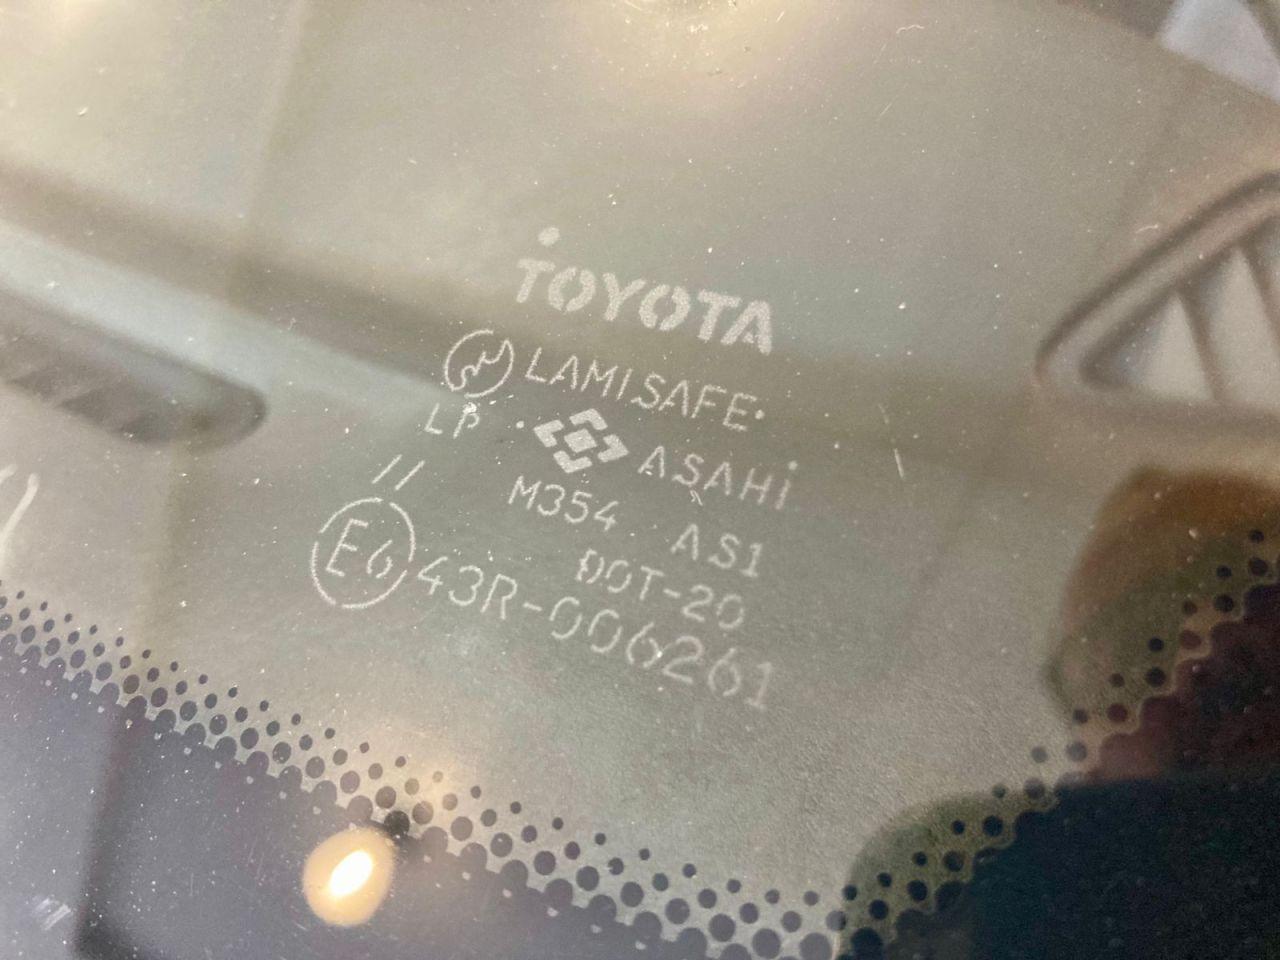 TOYOTA
LAMISAFE
LP ASAHI
M354 AS1
DOT-20
E6 43R-006261